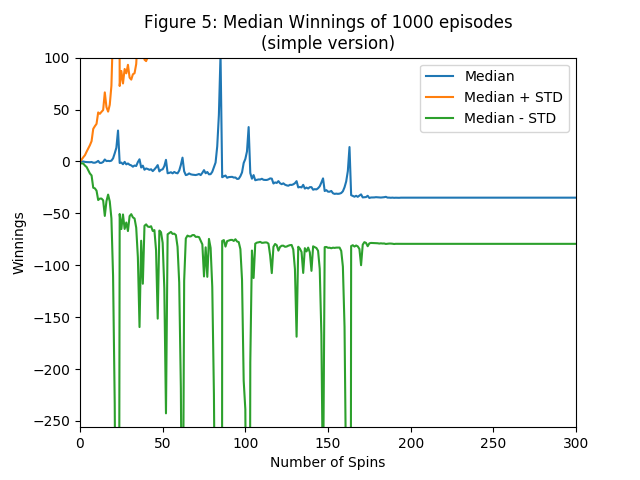 Figure 5: Median Winnings of 1000 episodes
(simple version)
Median
Median + STD
Median - STD
100
50
0
−50
−100
−150
−200
−250
Winnings
0 50 100 150 200 250 300
Number of Spins